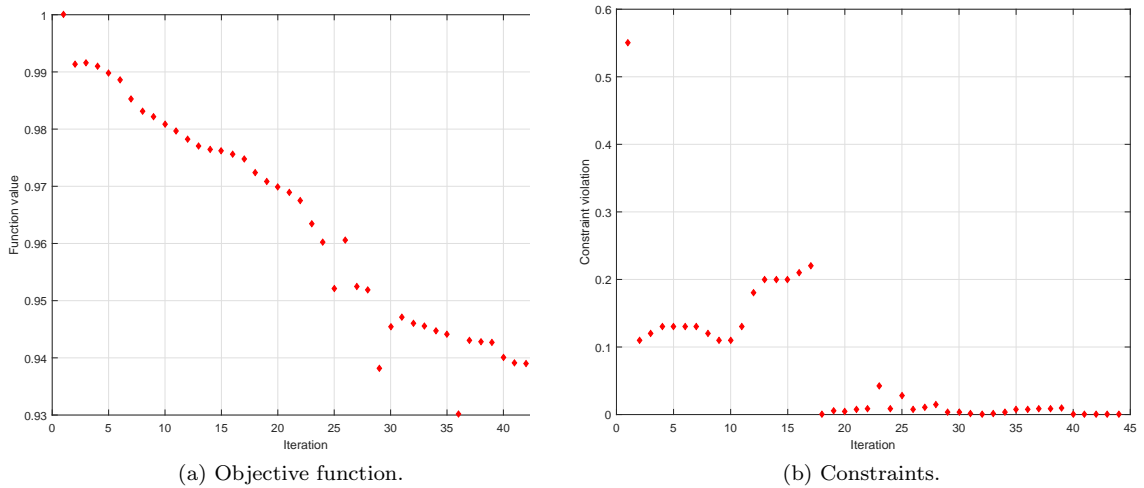 1
0.99
0.98
0.97
0.96
0.95
0.94
0.93
0 5 10 15 20 25 30 35 40
Function value
Iteration
(a) Objective function.
0.6
0.5
0.4
0.3
0.2
0.1
0
0 5 10 15 20 25 30 35 40 45
Constraint violation
Iteration
(b) Constraints.